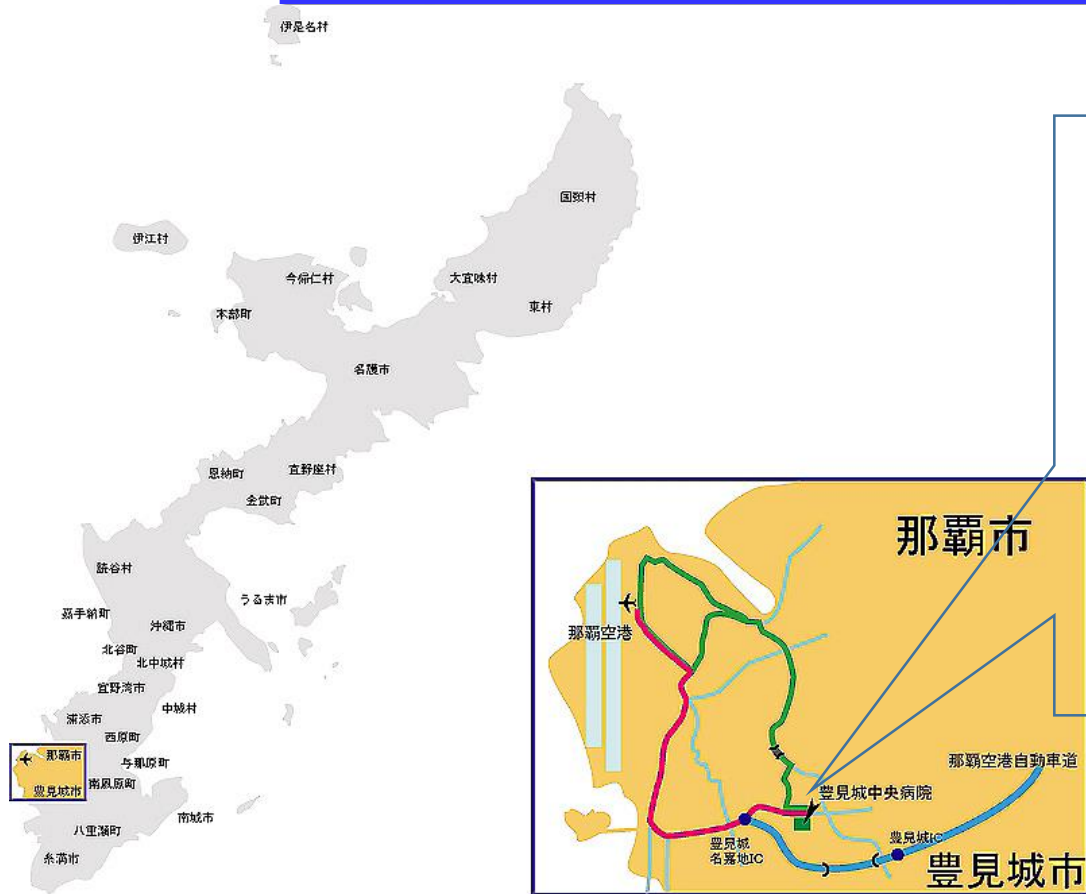 伊是名村
国頭村
伊江村
今帰仁村
大宜味村
東村
本部町
名護市
恩納町
宜野座村
金武町
読谷村
うるま市
嘉手納町
沖縄市
北谷町
北中城村
宜野湾市
中城村
浦添市
西原町
那覇市
与那原町
南風原町
豊見城市
南城市
八重瀬町
糸満市
那覇市
那覇空港
那覇空港自動車道
豊見城中央病院
豊見城
名嘉地IC
豊見城IC
豊見城市